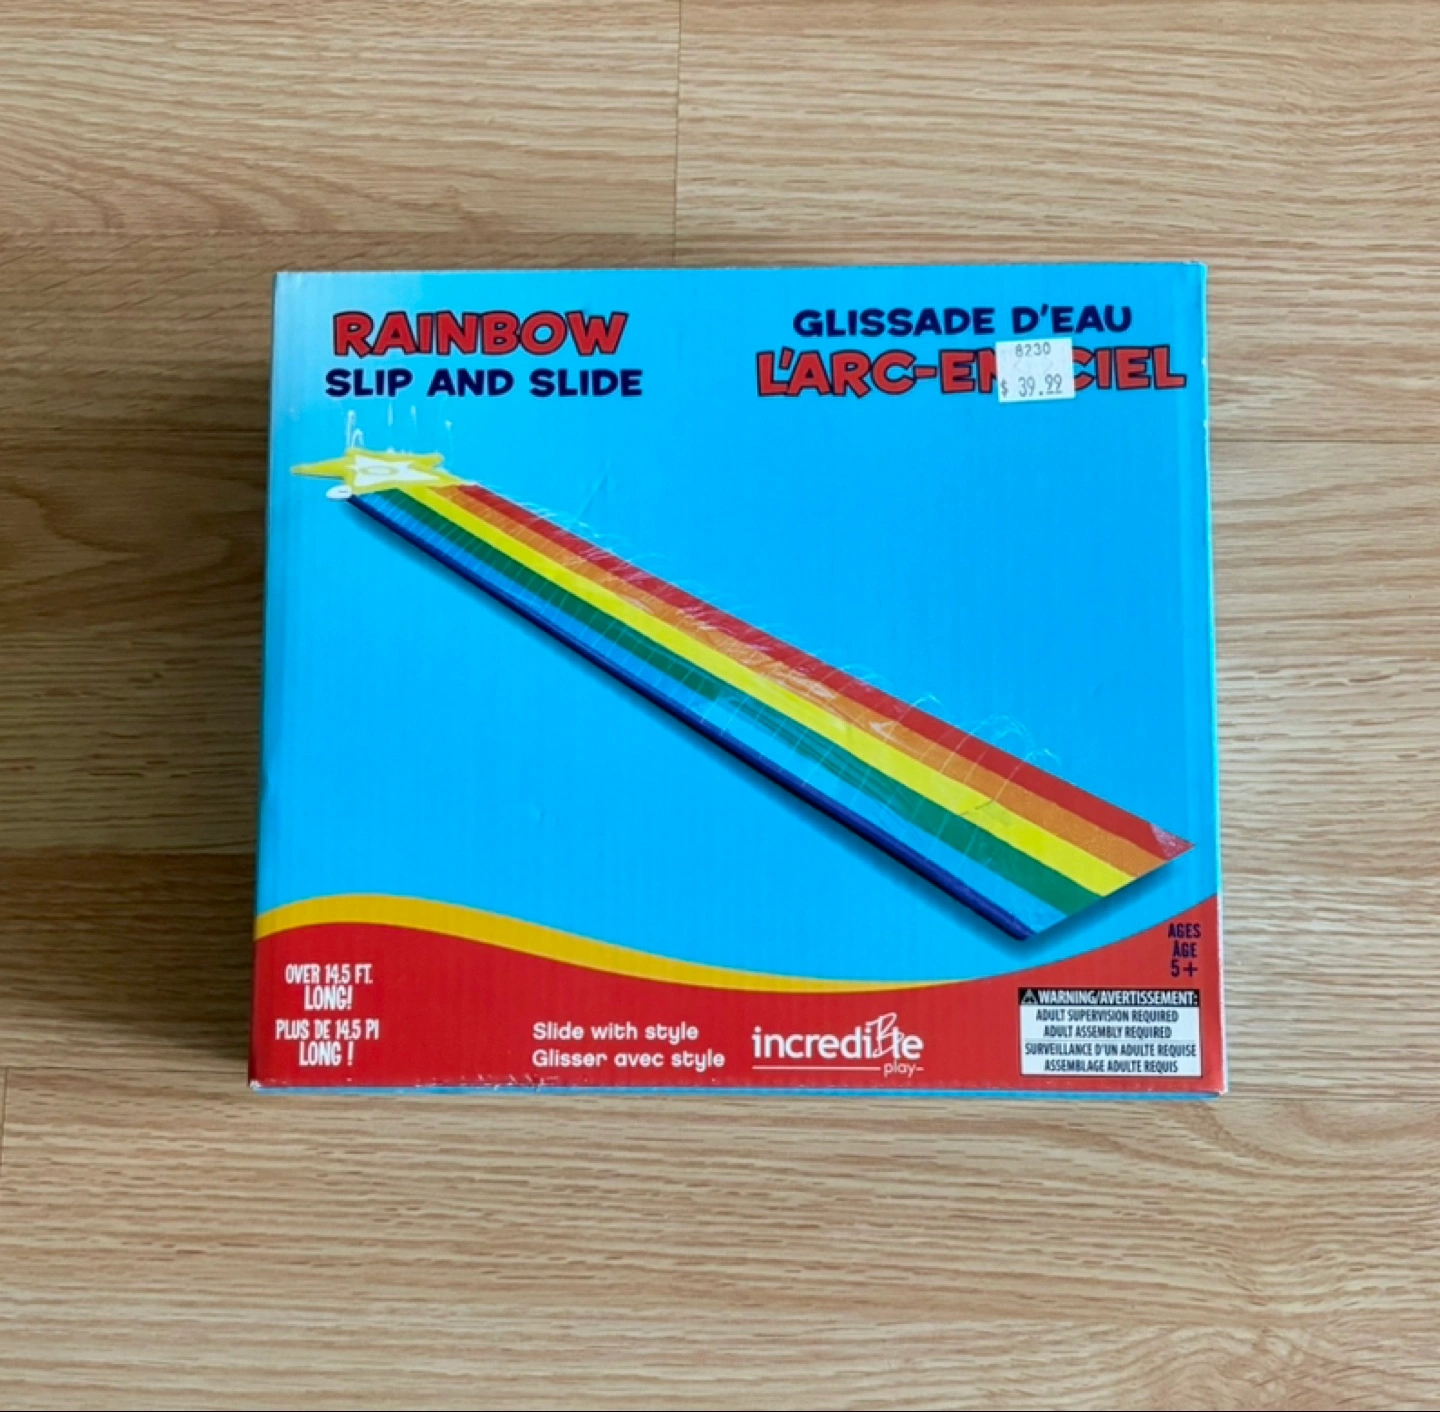 RAINBOW
SLIP AND SLIDE
GLISSADE D'EAU
L'ARC-EN CIEL
8230
$ 39.99
OVER 14.5 FT.
LONG!
PLUS DE 14.5 PI
LONG !
Slide with style
Glisser avec style
incrediBle
play
AGES
ÂGE
5+
WARNING/AVERTISSEMENT:
ADULT SUPERVISION REQUIRED
ADULT ASSEMBLY REQUIRED
SURVEILLANCE D'UN ADULTE REQUISE
ASSEMBLAGE ADULTE REQUIS